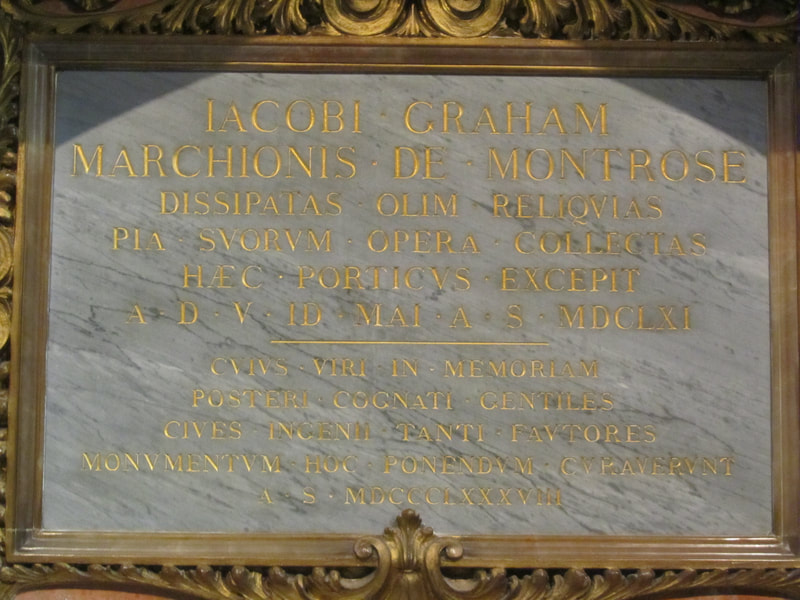 IACOBI · GRAHAM
MARCHIONIS · DE · MONTROSE
DISSIPATAS · OLIM · RELIQVIAS
PIA · SVORVM · OPERA · COLLECTAS
HÆC · PORTICVS · EXCEPIT
A · D · V · ID · MAI · A · S · MDCLXI
CVIVS · VIRI · IN · MEMORIAM
POSTERI · COGNATI · GENTILES
CIVES · INGENII · TANTI · FAVTORES
MONVMENTVM · HOC · PONENDVM · CVRAVERVNT
A · S · MDCCCLXXXVIII